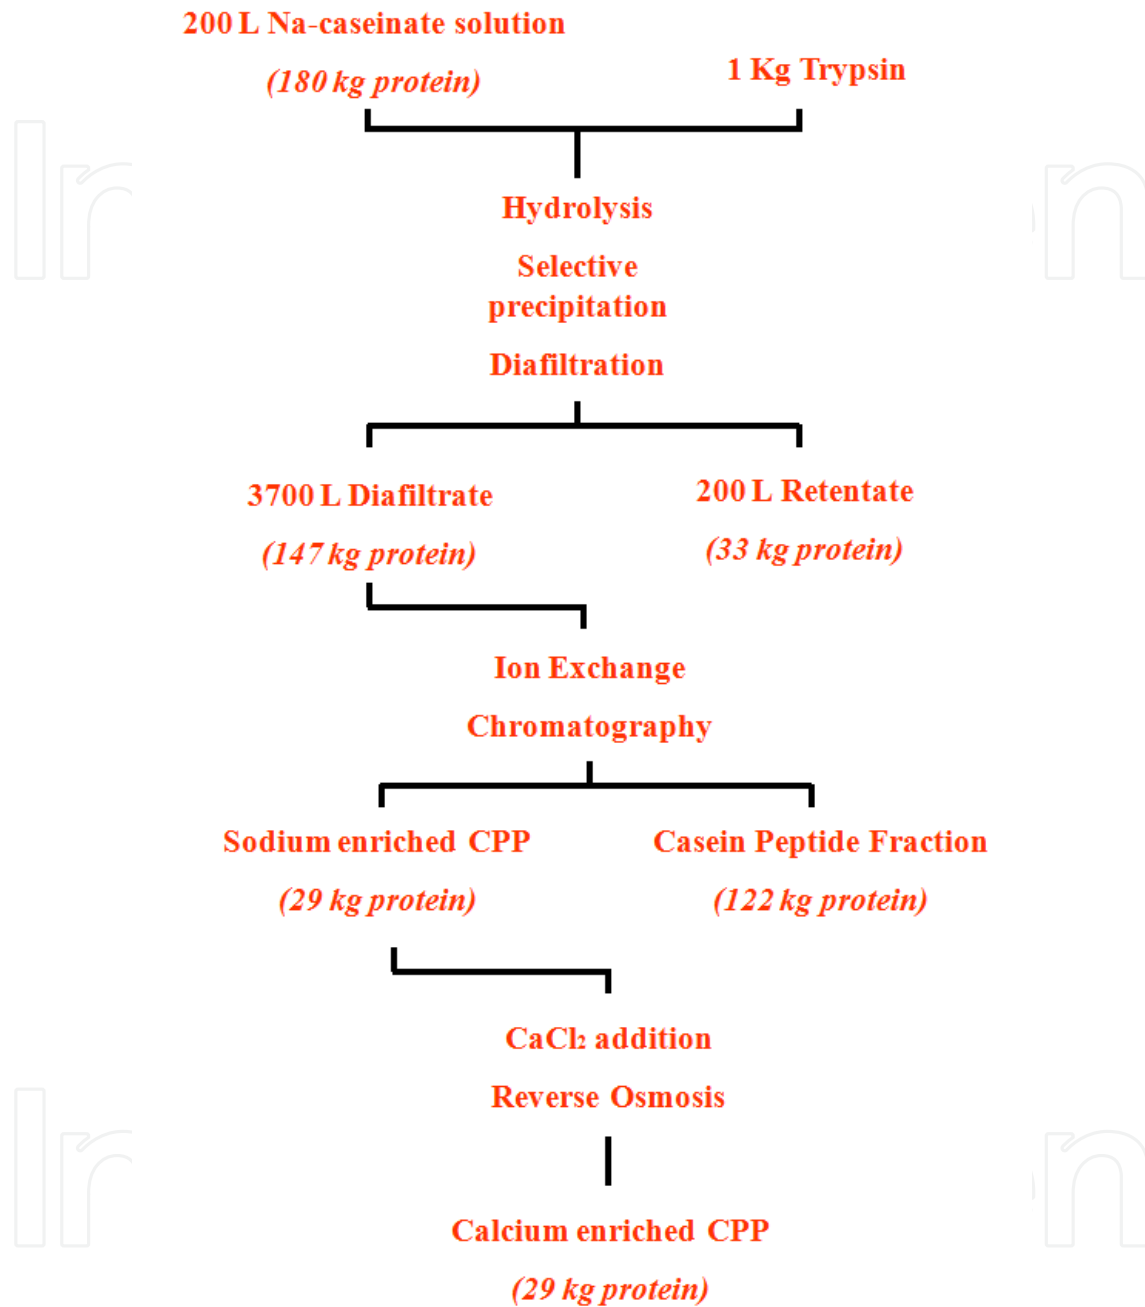 200 L Na-caseinate solution
(180 kg protein)
1 Kg Trypsin
Hydrolysis
Selective
precipitation
Diafiltration
3700 L Diafiltrate
(147 kg protein)
200 L Retentate
(33 kg protein)
Ion Exchange
Chromatography
Sodium enriched CPP
(29 kg protein)
Casein Peptide Fraction
(122 kg protein)
CaCl₂ addition
Reverse Osmosis
Calcium enriched CPP
(29 kg protein)